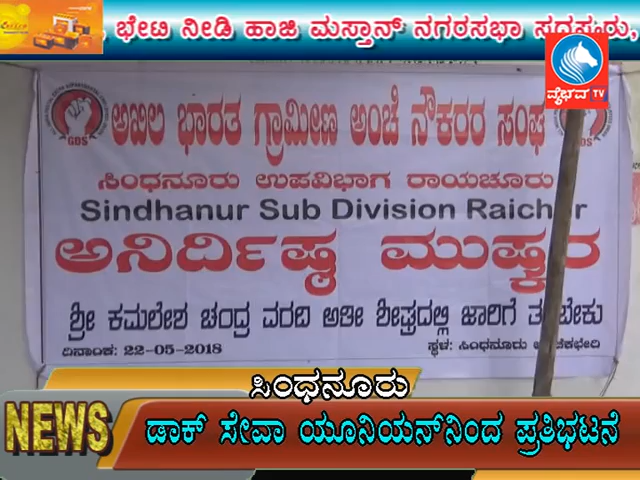 ಭೇಟಿ ನೀಡಿ ಹಾಜಿ ಮಸ್ತಾನ್ ನಗರಸಭಾ ಸದಸ್ಯರು,
ವೈಭವ TV
ಅಖಿಲ ಭಾರತ ಗ್ರಾಮೀಣ ಅಂಚೆ ನೌಕರರ ಸಂಘ
GDS
GDS
ಸಿಂಧನೂರು ಉಪವಿಭಾಗ ರಾಯಚೂರು
Sindhanur Sub Division Raichur
ಅನಿರ್ದಿಷ್ಠ ಮುಷ್ಕರ
ಶ್ರೀ ಕಮಲೇಶ ಚಂದ್ರ ವರದಿ ಅತೀ ಶೀಘ್ರದಲ್ಲಿ ಜಾರಿಗೆ
ದಿನಾಂಕ: 22-05-2018
ಸ್ಥಳ: ಸಿಂಧನೂರು
ಸಿಂಧನೂರು
NEWS
ಡಾಕ್ ಸೇವಾ ಯೂನಿಯನ್‌ನಿಂದ ಪ್ರತಿಭಟನೆ